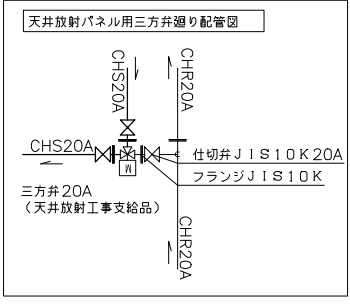 天井放射パネル用三方弁廻り配管図
CHS20A
CHR20A
CHS20A
仕切弁JIS10K20A
フランジJIS10K
M
三方弁20A
(天井放射工事支給品)
CHR20A